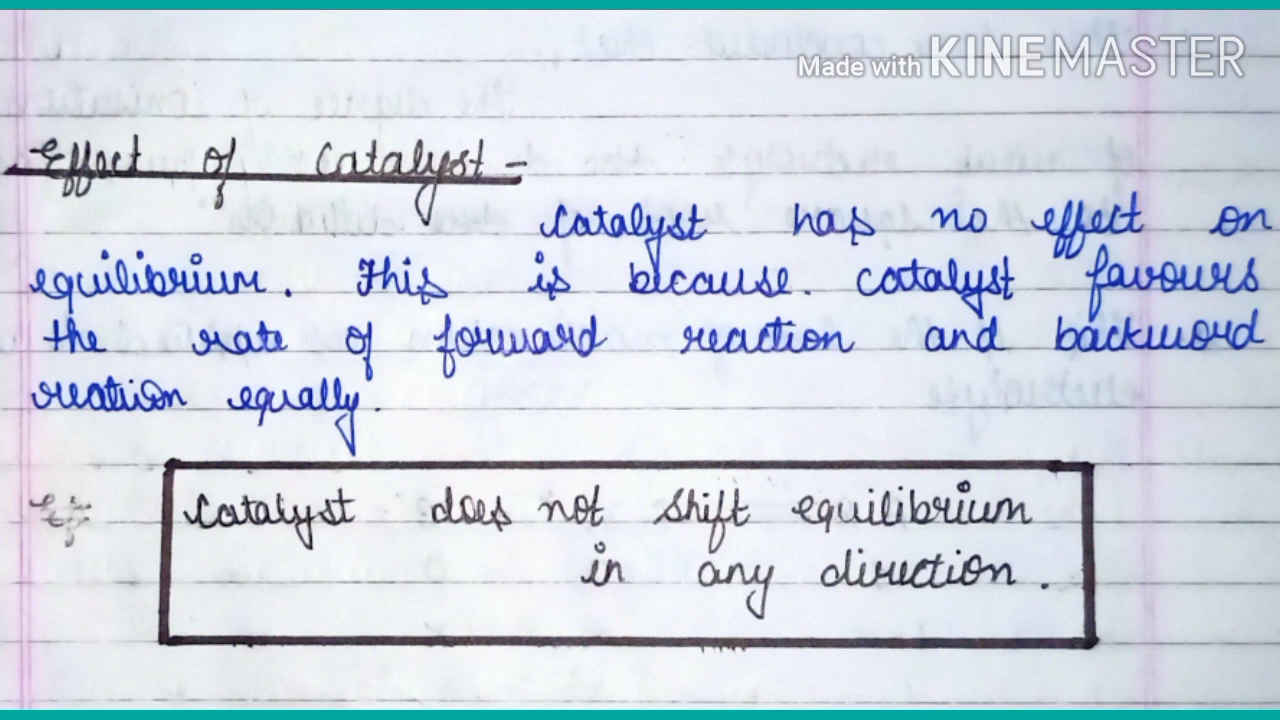 Made with KINEMASTER
Effect of Catalyst -
Catalyst has no effect on
equilibrium. This is because. catalyst favours
the rate of forward reaction and backword
reation equally.
Catalyst does not shift equilibrium
in any direction.